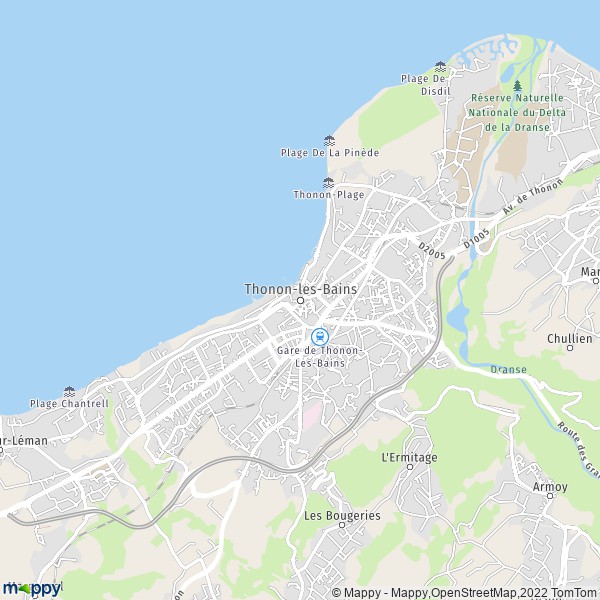 Plage De
Disdil
Réserve Naturelle
Nationale du Delta
de la Dranse
Plage De La Pinède
Thonon-Plage
Av. de Thonon
D2005
D1005
Thonon-les-Bains
Mar
Chullien
Gare de Thonon-
Les-Bains
Dranse
Plage Chantrell
ur-Léman
Route des Gra
L'Ermitage
Armoy
Les Bougeries
non
mappy
© Mappy - Mappy,OpenStreetMap,2022 TomTom